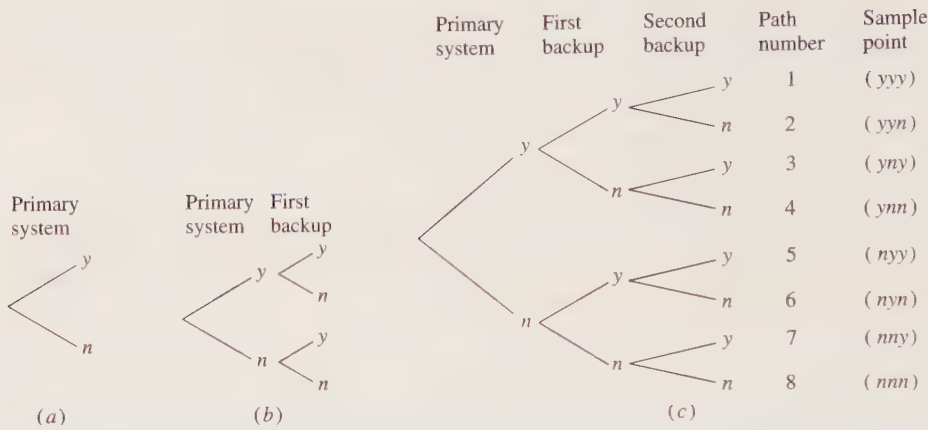 Primary
system
y
n
(a)
Primary First
system backup
y
y
n
n
y
n
(b)
Primary First Second Path Sample
system backup backup number point
y 1 (yyy)
y
n 2 (yyn)
y
y 3 (yny)
n
n 4 (ynn)
y 5 (nyy)
y
n 6 (nyn)
n
y 7 (nny)
n
n 8 (nnn)
(c)